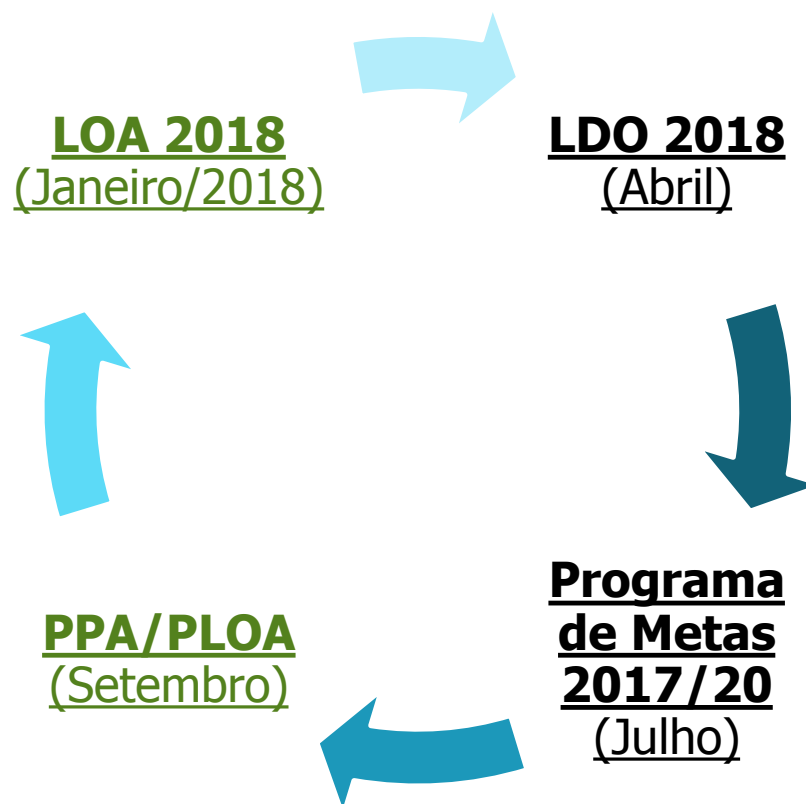 LOA 2018
(Janeiro/2018)
LDO 2018
(Abril)
Programa
de Metas
2017/20
(Julho)
PPA/PLOA
(Setembro)